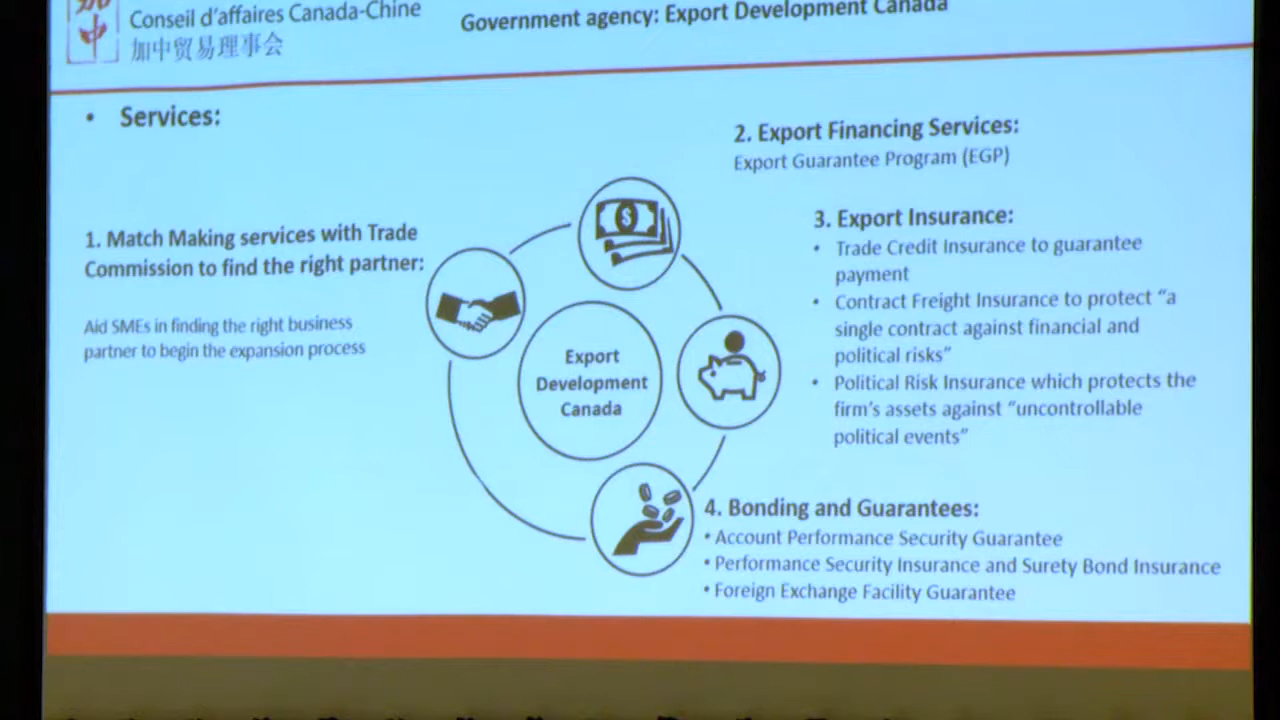 Conseil d'affaires Canada-Chine
加中贸易理事会
Government agency: Export Development Canada
• Services:
1. Match Making services with Trade
Commission to find the right partner:
Aid SMEs in finding the right business
partner to begin the expansion process
Export
Development
Canada
2. Export Financing Services:
Export Guarantee Program (EGP)
3. Export Insurance:
• Trade Credit Insurance to guarantee
payment
• Contract Freight Insurance to protect “a
single contract against financial and
political risks”
• Political Risk Insurance which protects the
firm’s assets against “uncontrollable
political events”
4. Bonding and Guarantees:
• Account Performance Security Guarantee
• Performance Security Insurance and Surety Bond Insurance
• Foreign Exchange Facility Guarantee